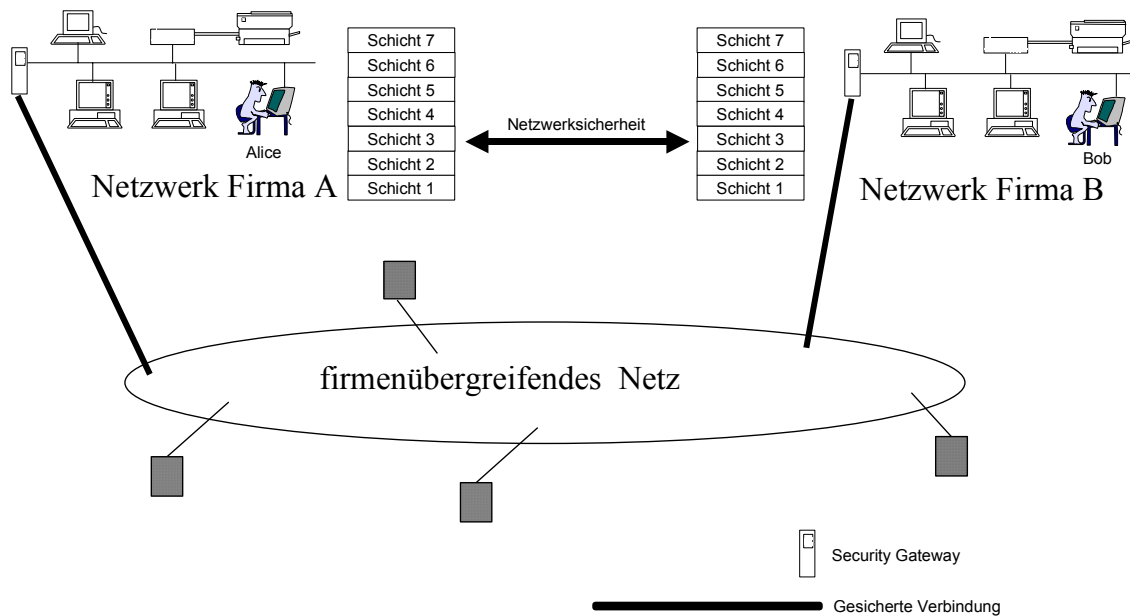 Schicht 7
Schicht 6
Schicht 5
Schicht 4
Schicht 3
Schicht 2
Schicht 1
Netzwerksicherheit
Schicht 7
Schicht 6
Schicht 5
Schicht 4
Schicht 3
Schicht 2
Schicht 1
Alice
Bob
Netzwerk Firma A
Netzwerk Firma B
firmenübergreifendes Netz
Security Gateway
Gesicherte Verbindung